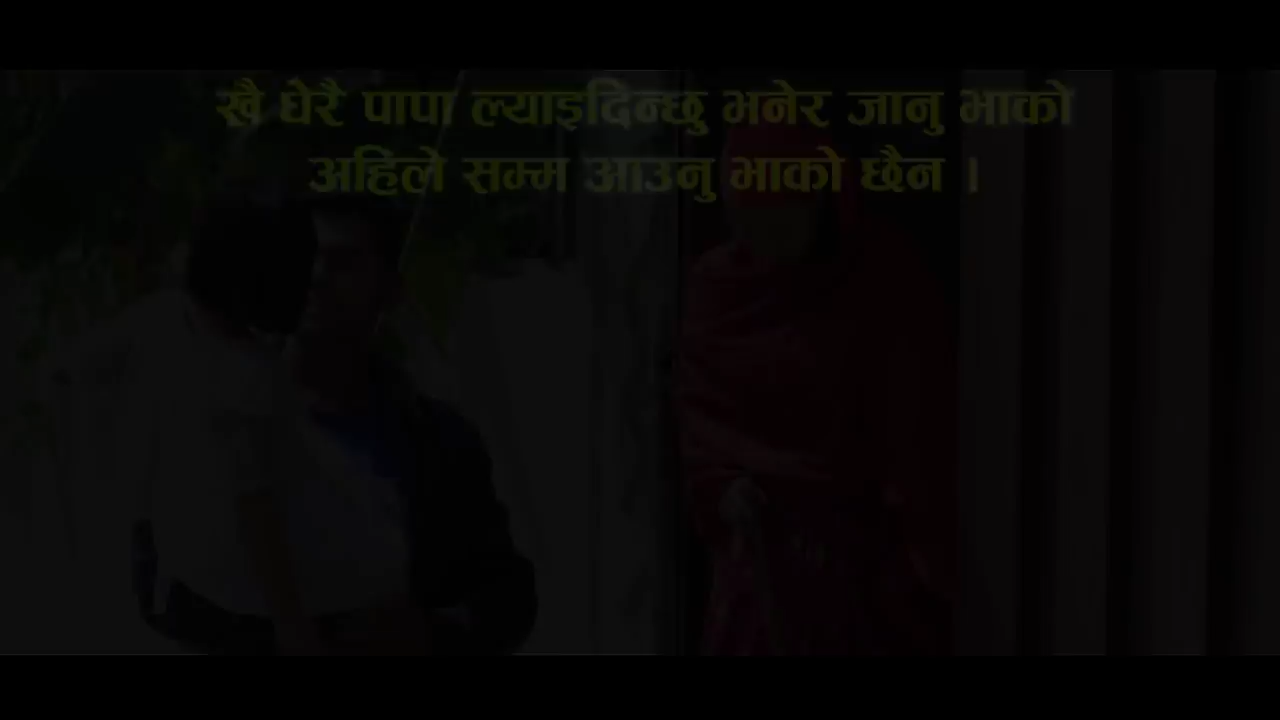 खै धेरै पापा ल्याइदिन्छु भनेर जानु भाको
अहिले सम्म आउनु भाको छैन ।